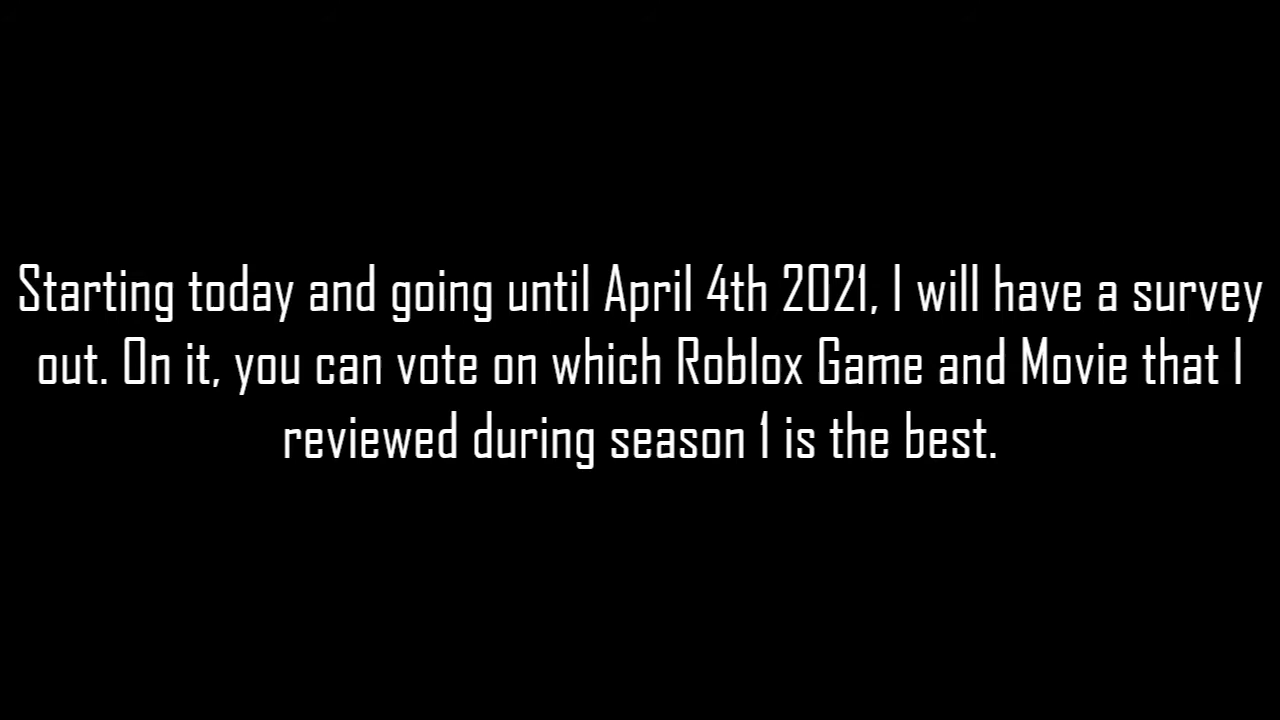 Starting today and going until April 4th 2021, I will have a survey
out. On it, you can vote on which Roblox Game and Movie that I
reviewed during season 1 is the best.